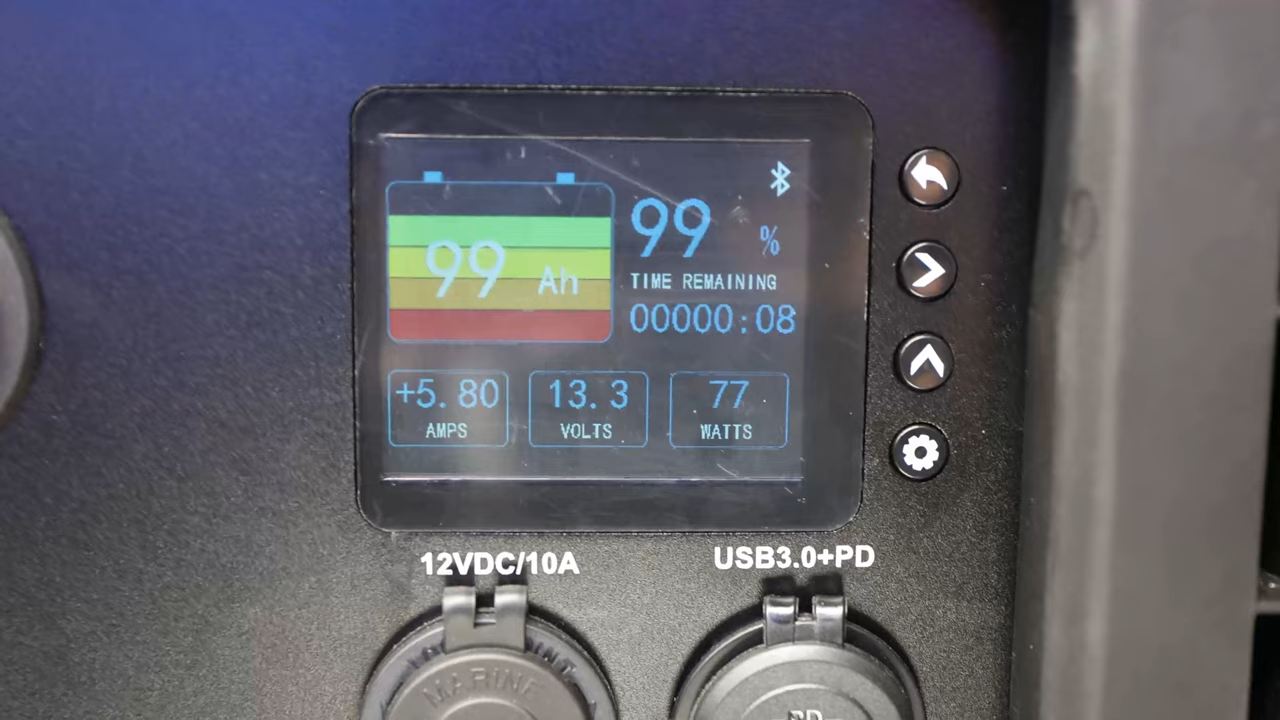 99 %
99 Ah
TIME REMAINING
00000:08
+5.80 13.3 77
AMPS VOLTS WATTS
12VDC/10A USB3.0+PD
MARINE
PD